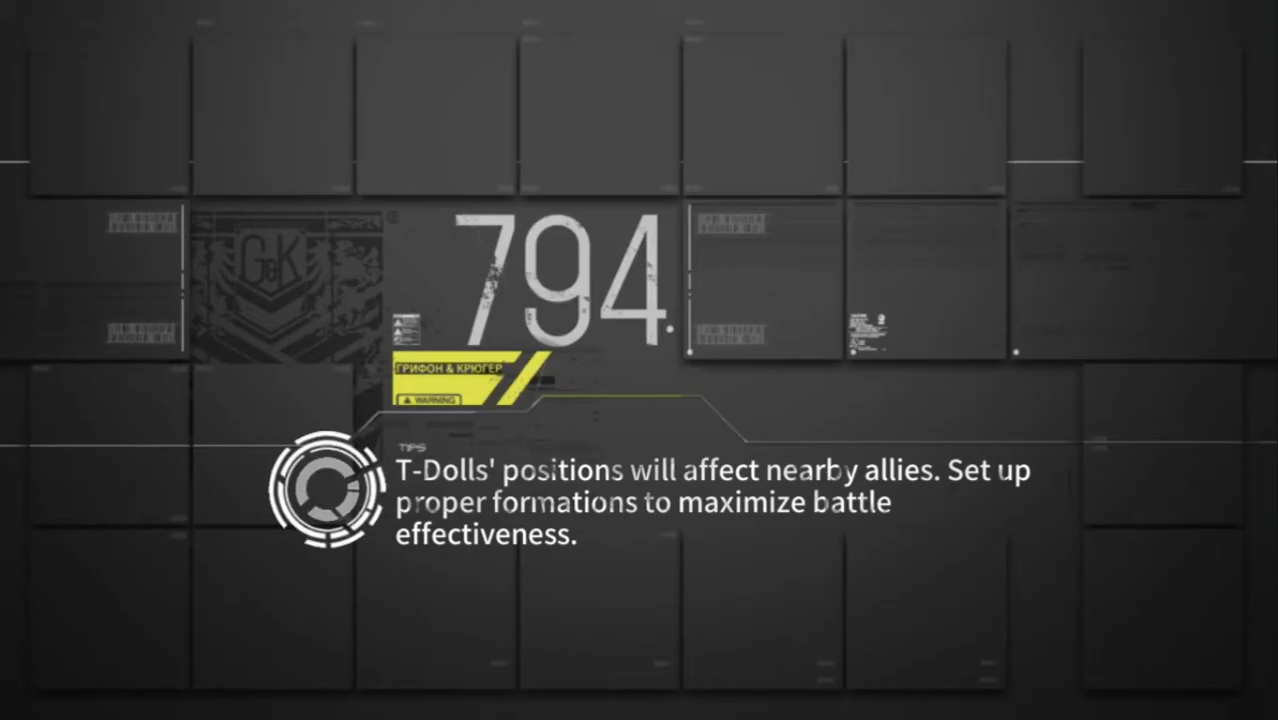 G&K
794.
ГРИФОН & КРЮГЕР
WARNING
TIPS
T-Dolls' positions will affect nearby allies. Set up
proper formations to maximize battle
effectiveness.